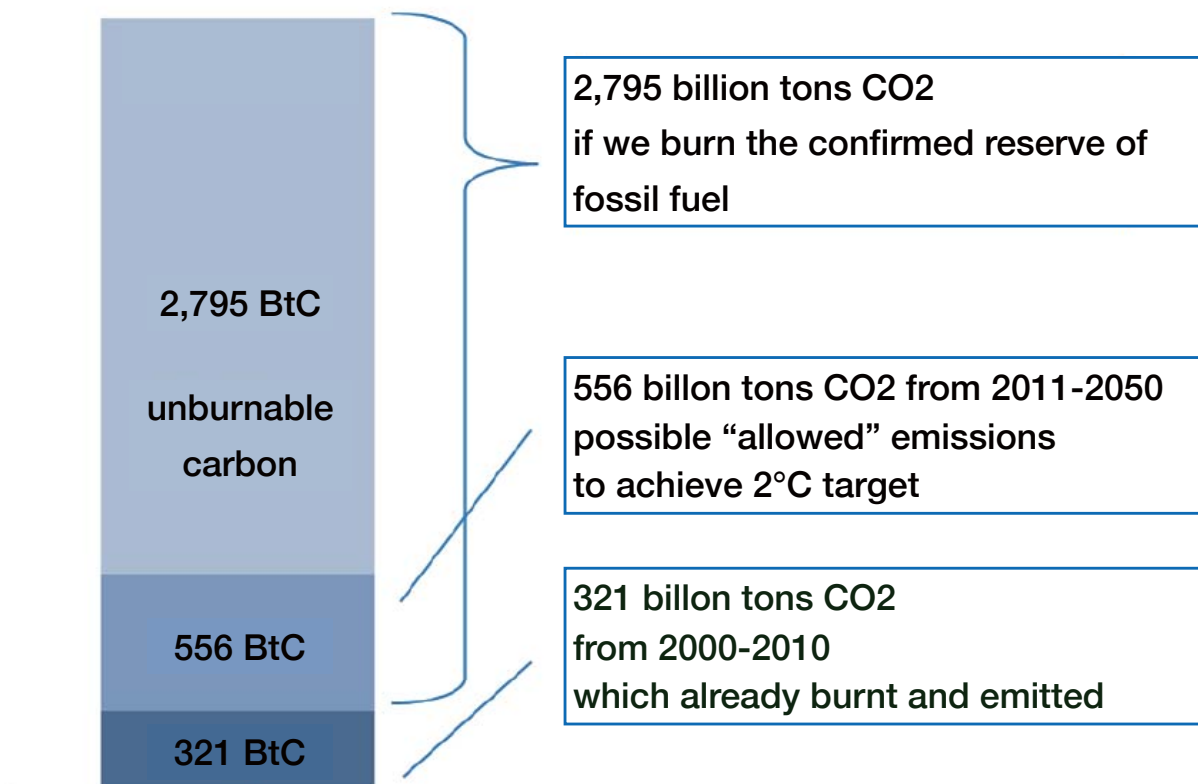 2,795 billion tons CO2
if we burn the confirmed reserve of
fossil fuel
2,795 BtC
unburnable
carbon
556 billon tons CO2 from 2011-2050
possible “allowed” emissions
to achieve 2°C target
556 BtC
321 billon tons CO2
from 2000-2010
which already burnt and emitted
321 BtC